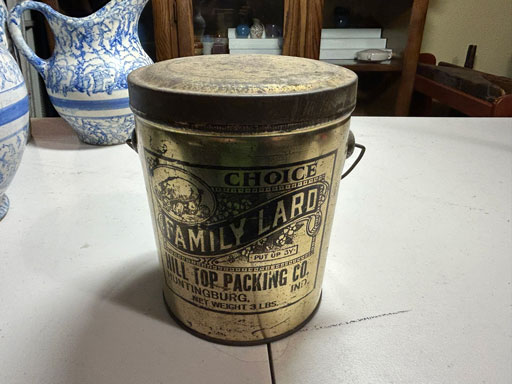 CHOICE
FAMILY LARD
PUT UP BY
HILL TOP PACKING CO.
HUNTINGBURG, IND.
NET WEIGHT 3 LBS.